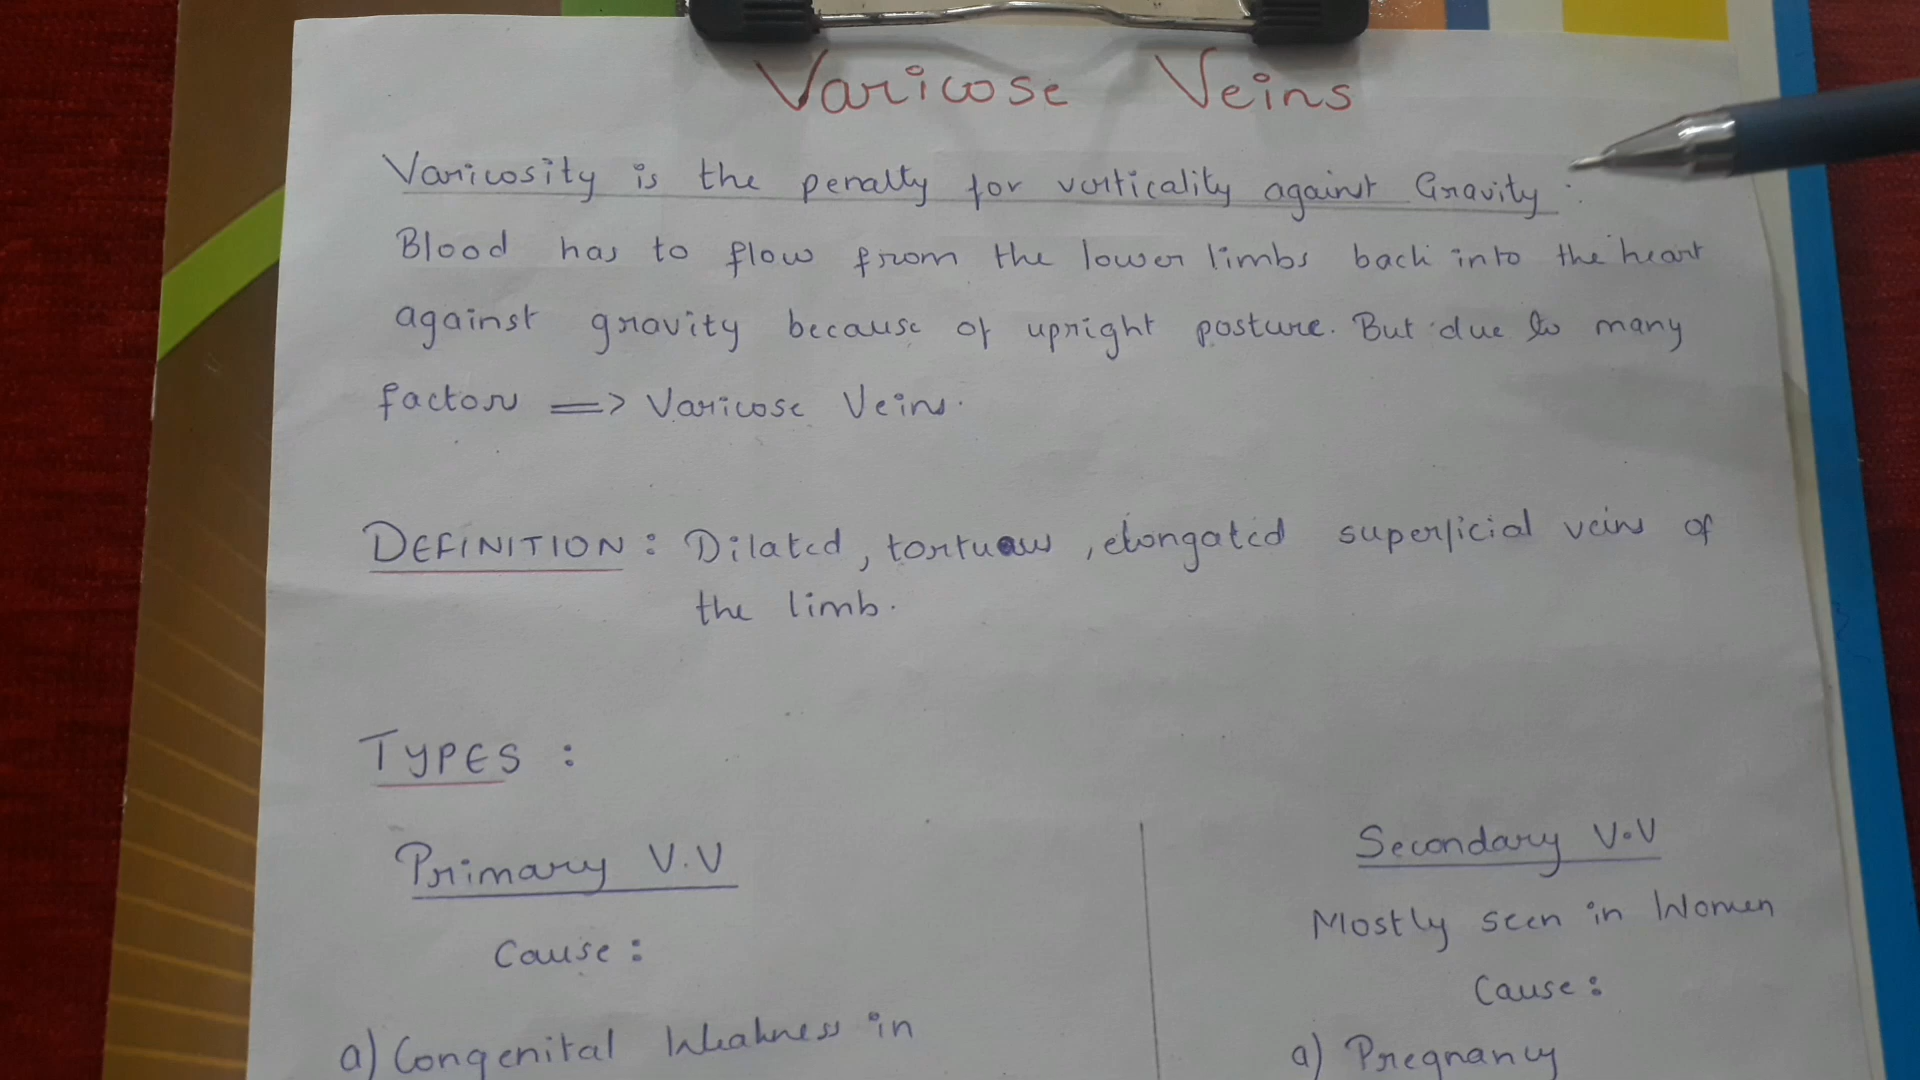 Varicose Veins
Varicosity is the penalty for verticality against Gravity :
Blood has to flow from the lower limbs back into the heart
against gravity because of upright posture. But due to many
factors => Varicose Veins.
DEFINITION : Dilated, tortuous, elongated superficial veins of
the limb.
TYPES :
Primary V.V
Cause :
a) Congenital Weakness in
Secondary V.V
Mostly seen in Women
Cause :
a) Pregnancy